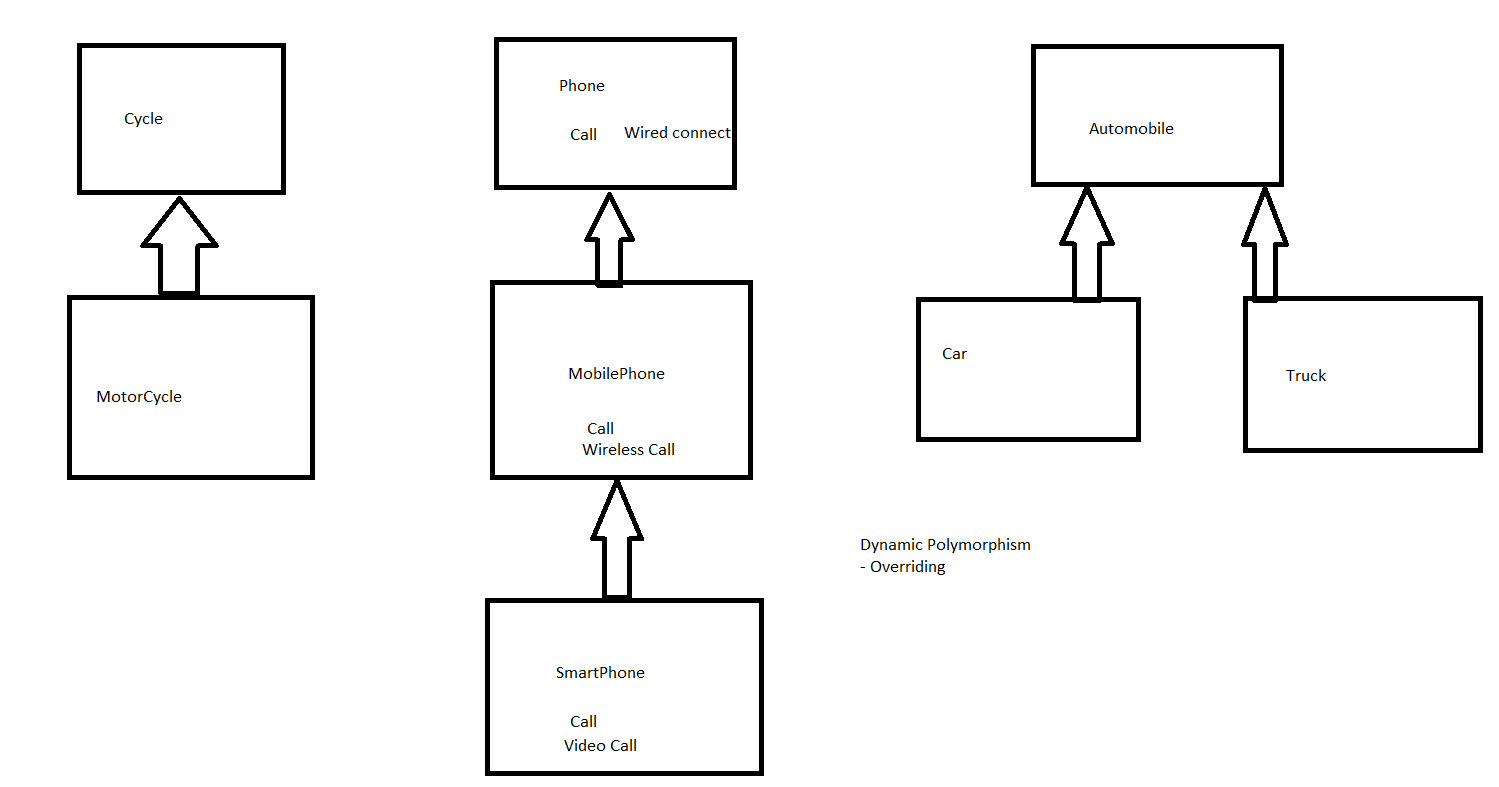 Cycle
MotorCycle
Phone
Call Wired connect
MobilePhone
Call
Wireless Call
SmartPhone
Call
Video Call
Automobile
Car
Truck
Dynamic Polymorphism
- Overriding